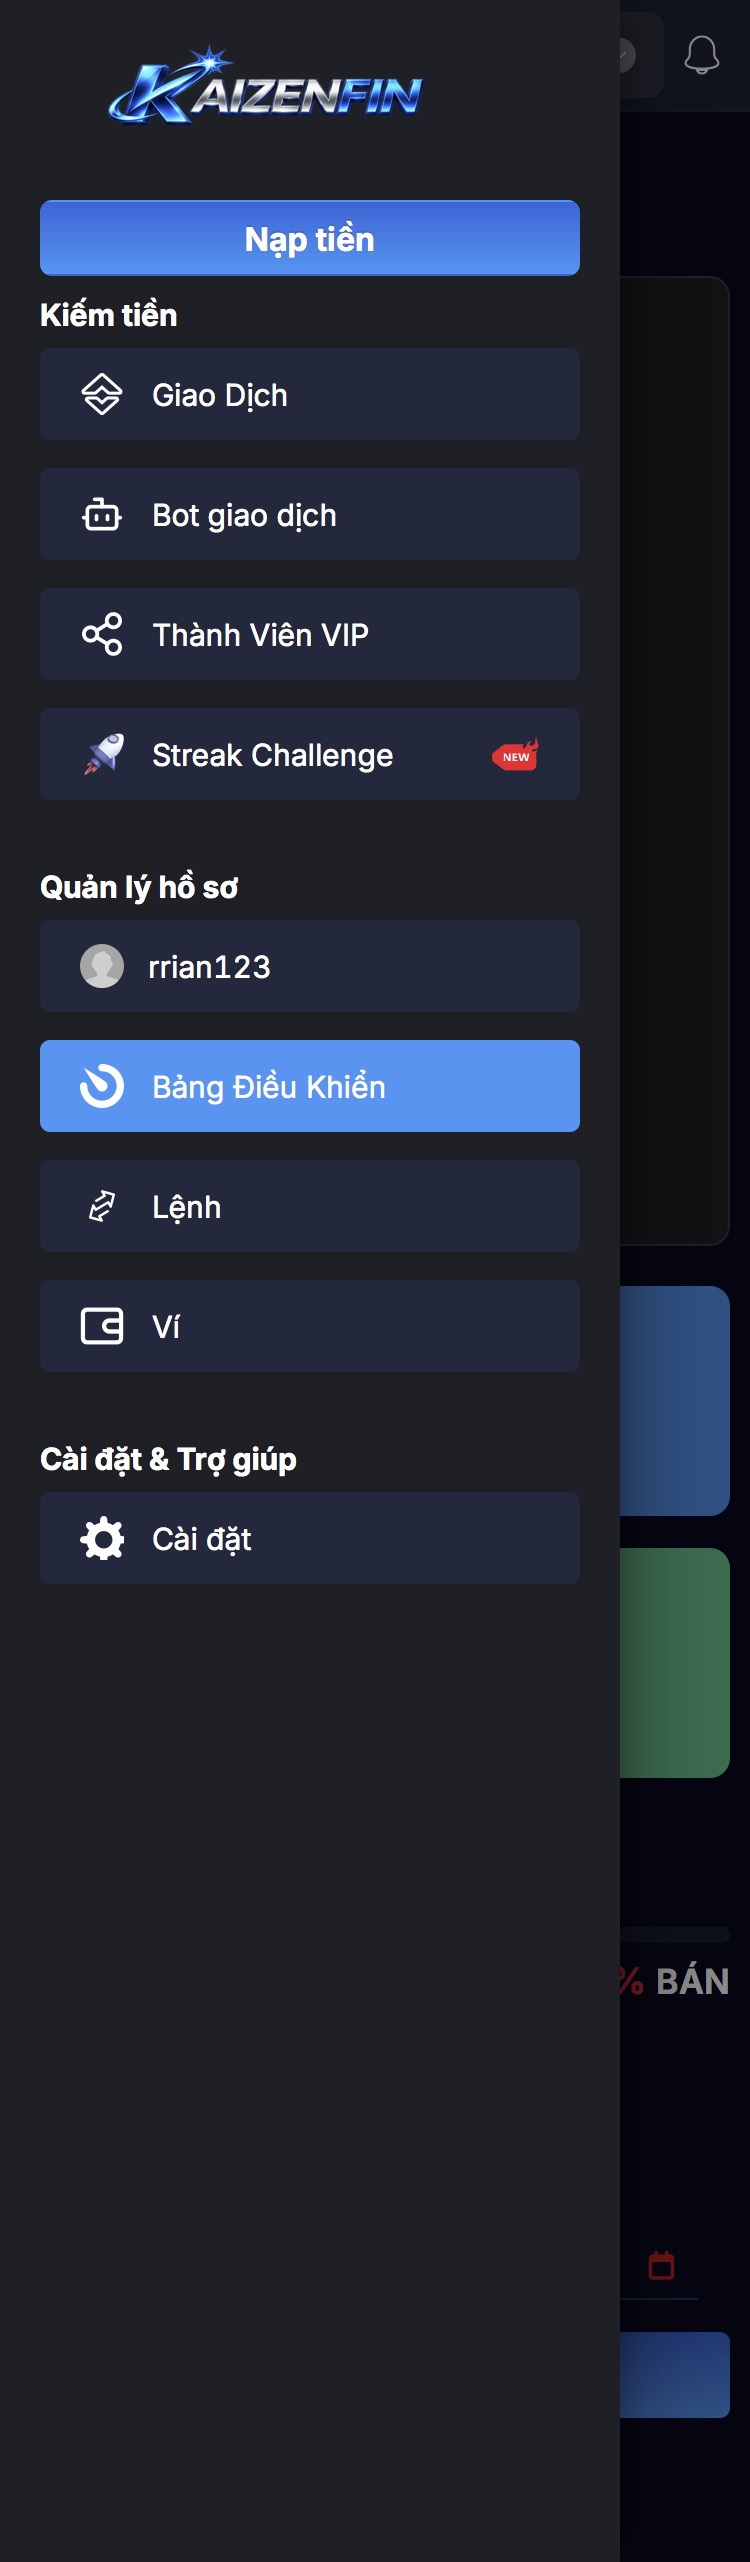 KAIZENFIN
Nạp tiền
Kiếm tiền
Giao Dịch
Bot giao dịch
Thành Viên VIP
Streak Challenge NEW
Quản lý hồ sơ
rrian123
Bảng Điều Khiển
Lệnh
Ví
Cài đặt & Trợ giúp
Cài đặt
% BÁN